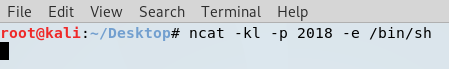 File Edit View Search Terminal Help
root@kali:~/Desktop# ncat -kl -p 2018 -e /bin/sh